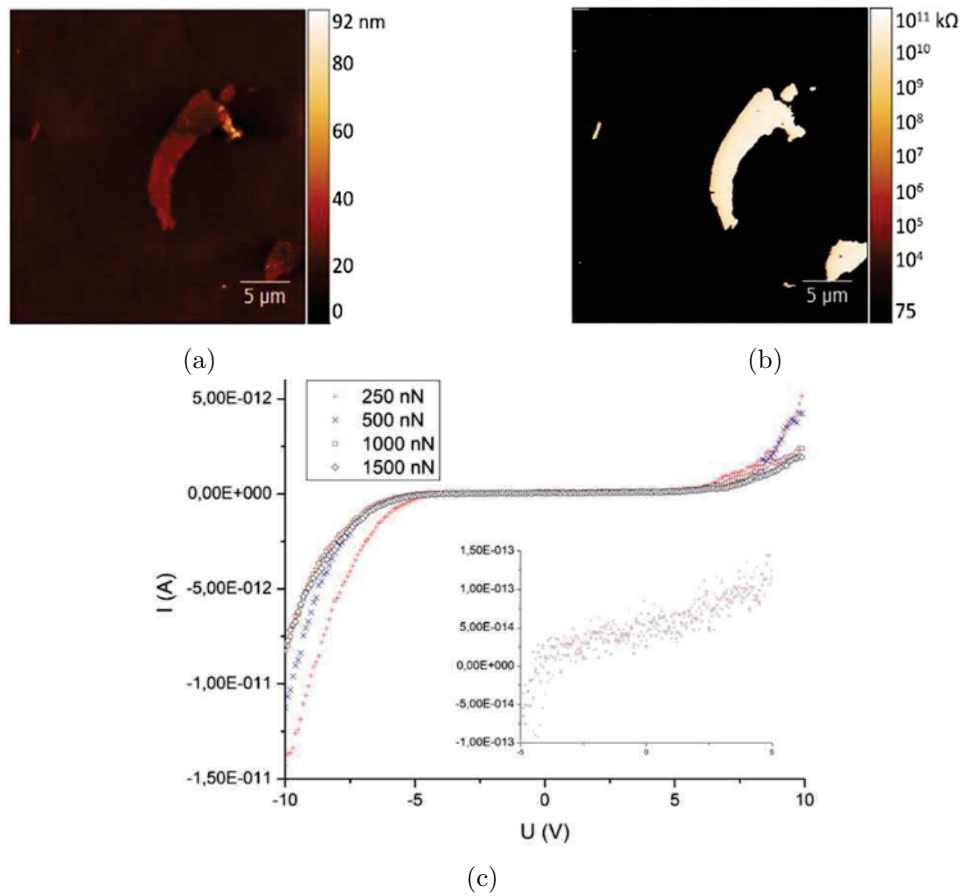 92 nm
80
60
40
20
0
5 µm
(a)
10¹¹ kΩ
10¹⁰
10⁹
10⁸
10⁷
10⁶
10⁵
10⁴
75
5 µm
(b)
250 nN
500 nN
1000 nN
1500 nN
5,00E-012
0,00E+000
-5,00E-012
-1,00E-011
-1,50E-011
I (A)
-10
-5
0
5
10
U (V)
1,50E-013
1,00E-013
5,00E-014
0,00E+000
-5,00E-014
-1,00E-013
-5
0
5
(c)